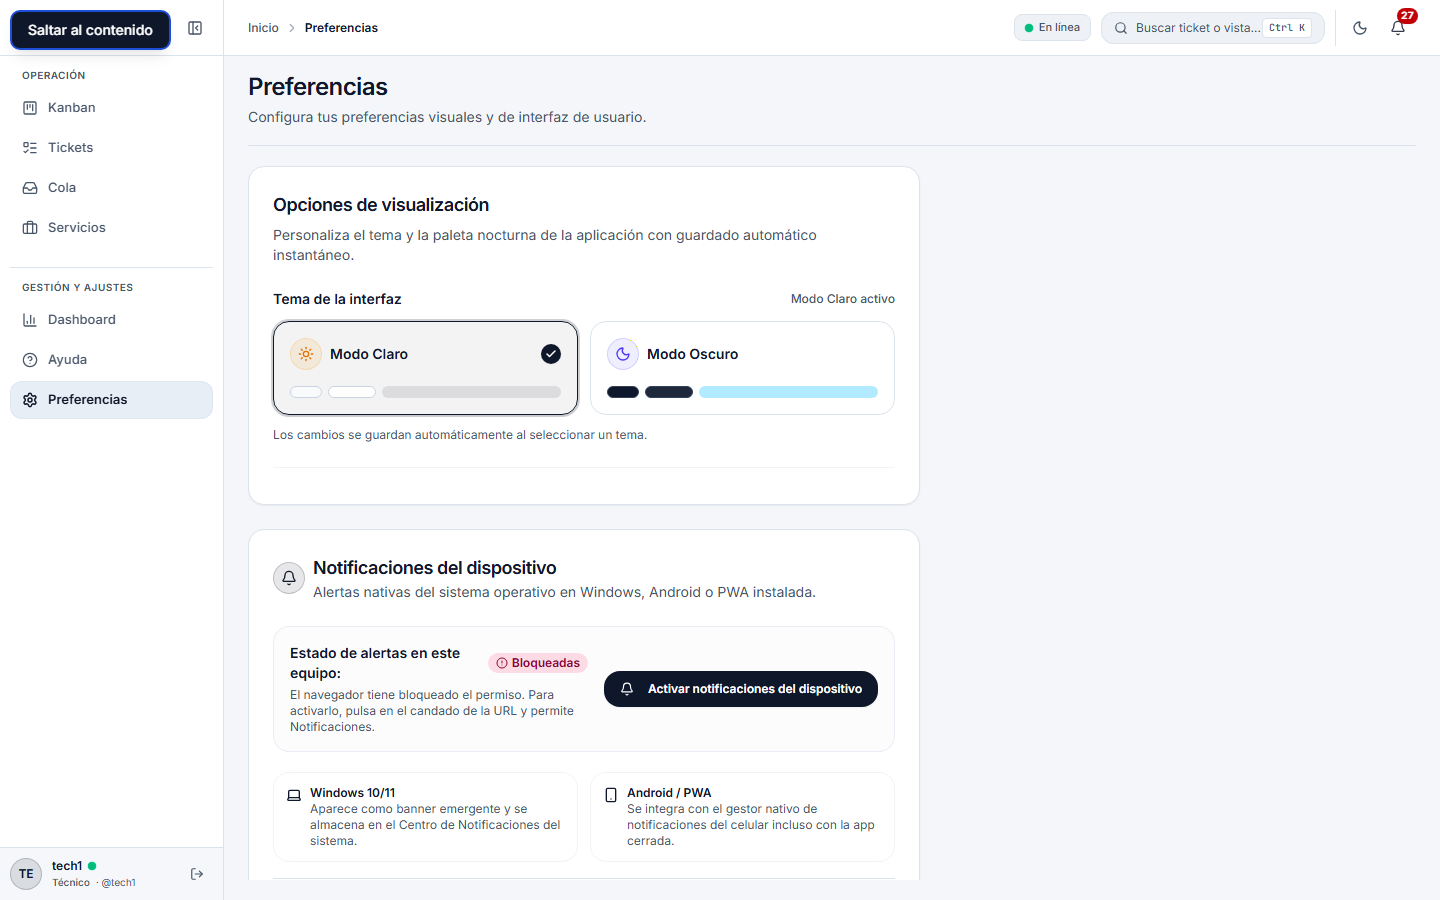 Saltar al contenido
OPERACIÓN
Kanban
Tickets
Cola
Servicios
GESTIÓN Y AJUSTES
Dashboard
Ayuda
Preferencias
TE
tech1
Técnico · @tech1
Inicio > Preferencias
En línea
Buscar ticket o vista... Ctrl K
27
Preferencias
Configura tus preferencias visuales y de interfaz de usuario.
Opciones de visualización
Personaliza el tema y la paleta nocturna de la aplicación con guardado automático
instantáneo.
Tema de la interfaz
Modo Claro activo
Modo Claro
Modo Oscuro
Los cambios se guardan automáticamente al seleccionar un tema.
Notificaciones del dispositivo
Alertas nativas del sistema operativo en Windows, Android o PWA instalada.
Estado de alertas en este
equipo:
Bloqueadas
El navegador tiene bloqueado el permiso. Para
activarlo, pulsa en el candado de la URL y permite
Notificaciones.
Activar notificaciones del dispositivo
Windows 10/11
Aparece como banner emergente y se
almacena en el Centro de Notificaciones del
sistema.
Android / PWA
Se integra con el gestor nativo de
notificaciones del celular incluso con la app
cerrada.